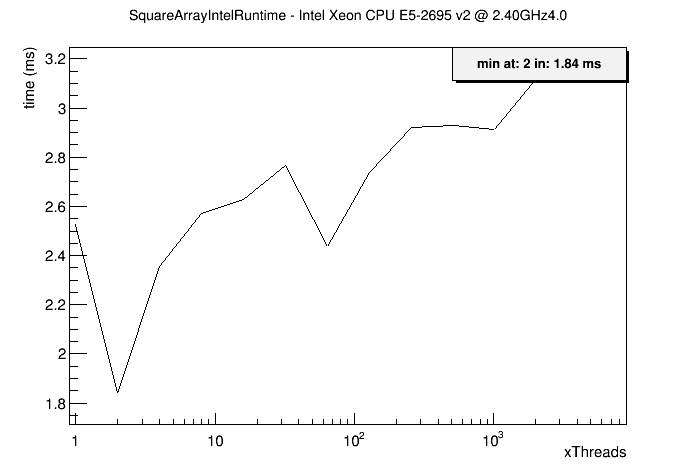 SquareArrayIntelRuntime - Intel Xeon CPU E5-2695 v2 @ 2.40GHz4.0
time (ms)
min at: 2 in: 1.84 ms
3.2
3
2.8
2.6
2.4
2.2
2
1.8
1 10 10² 10³
xThreads